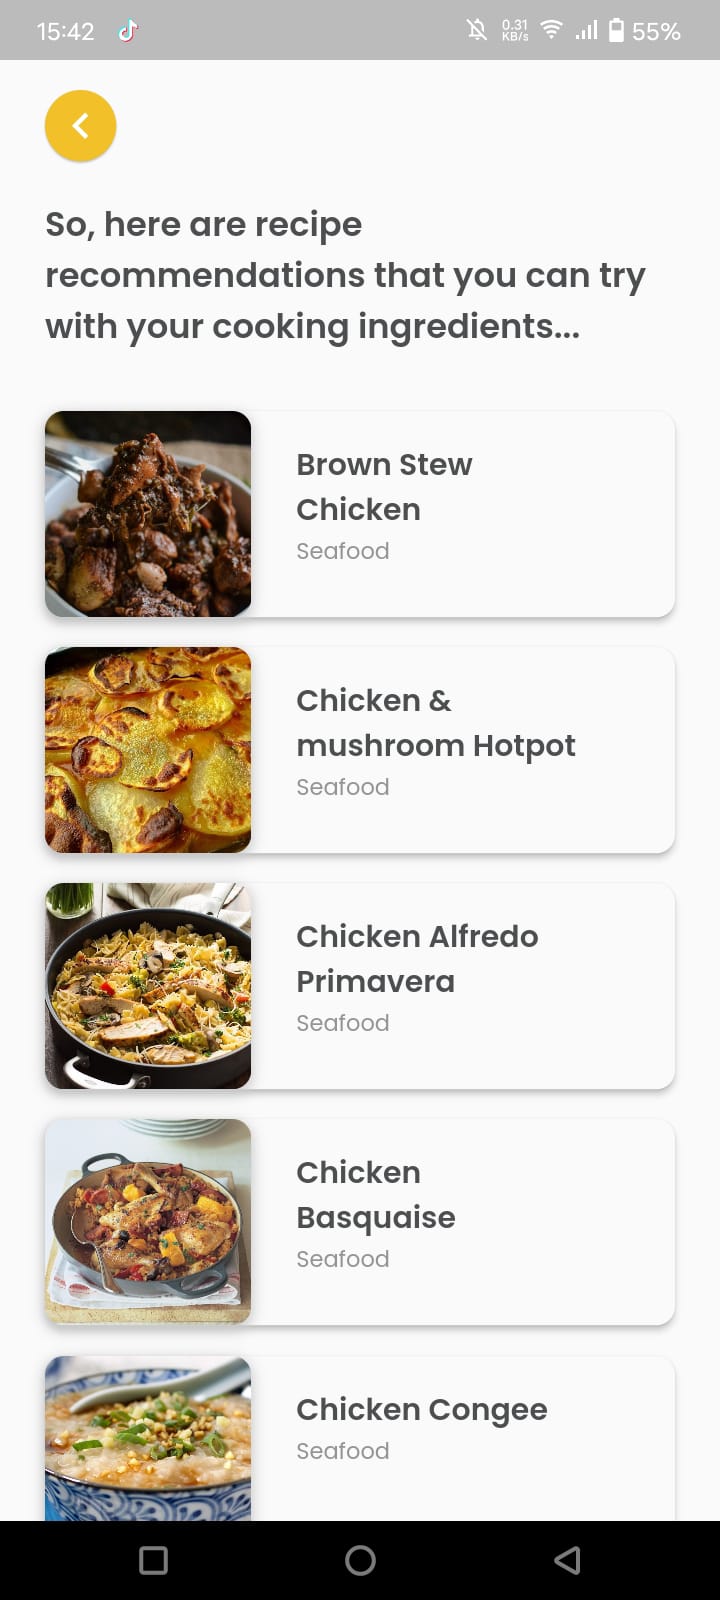 15:42
0.31
KB/s
55%
So, here are recipe
recommendations that you can try
with your cooking ingredients...
Brown Stew
Chicken
Seafood
Chicken &
mushroom Hotpot
Seafood
Chicken Alfredo
Primavera
Seafood
Chicken
Basquaise
Seafood
Chicken Congee
Seafood